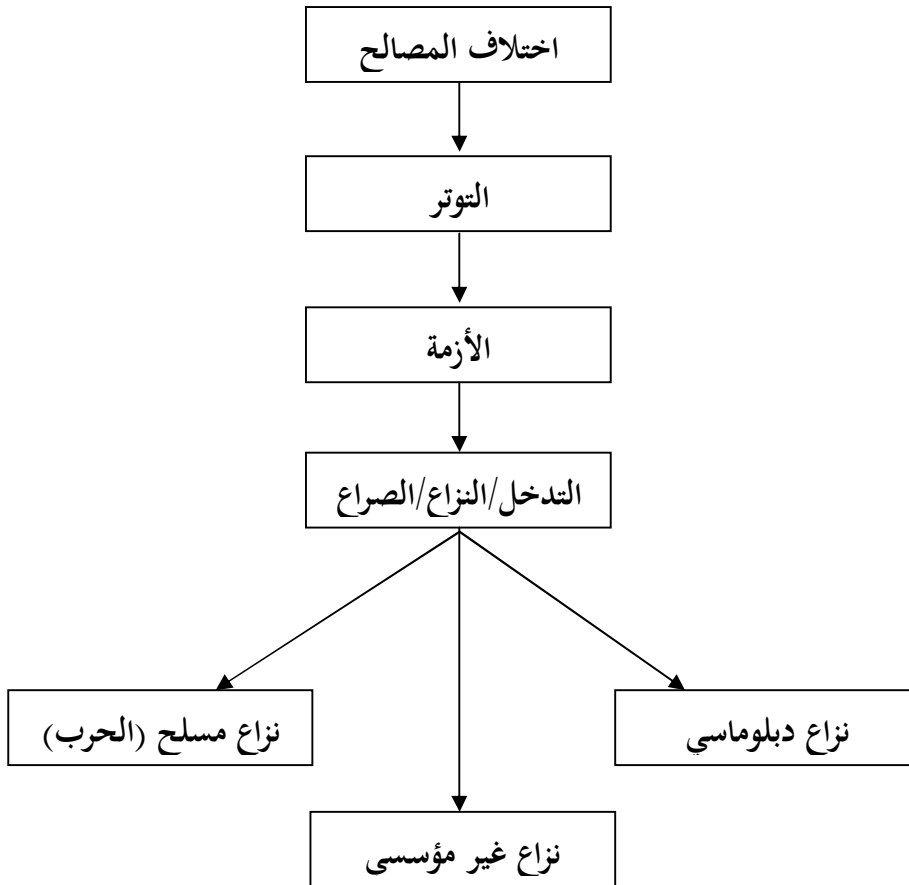 اختلاف المصالح
التوتر
الأزمة
التدخل/النزاع/الصراع
نزاع دبلوماسي
نزاع مسلح (الحرب)
نزاع غير مؤسسي